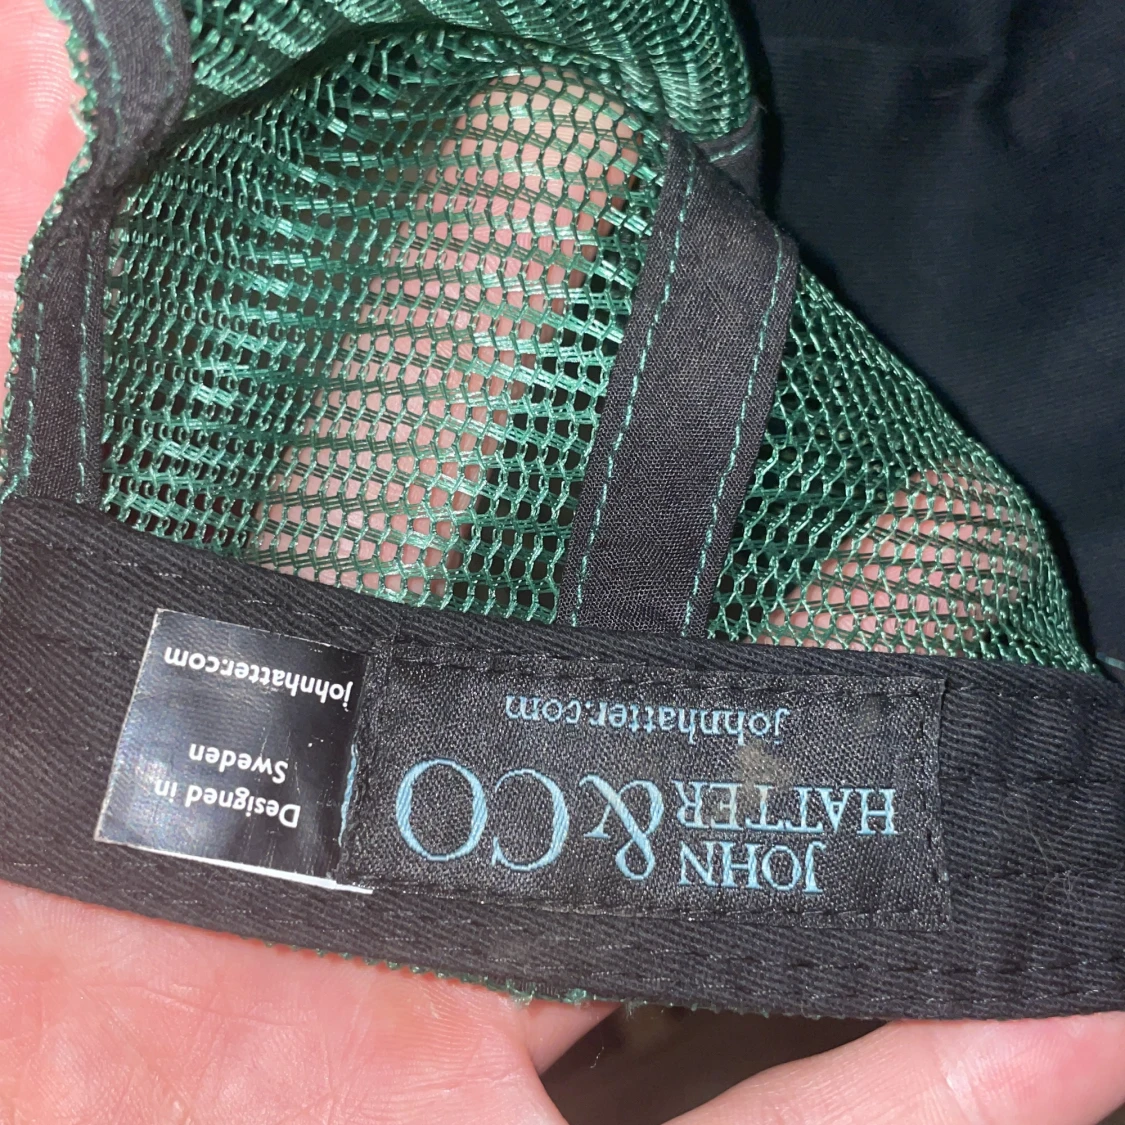 JOHN
HATTER &CO
johnhatter.com
Designed in
Sweden
johnhatter.com